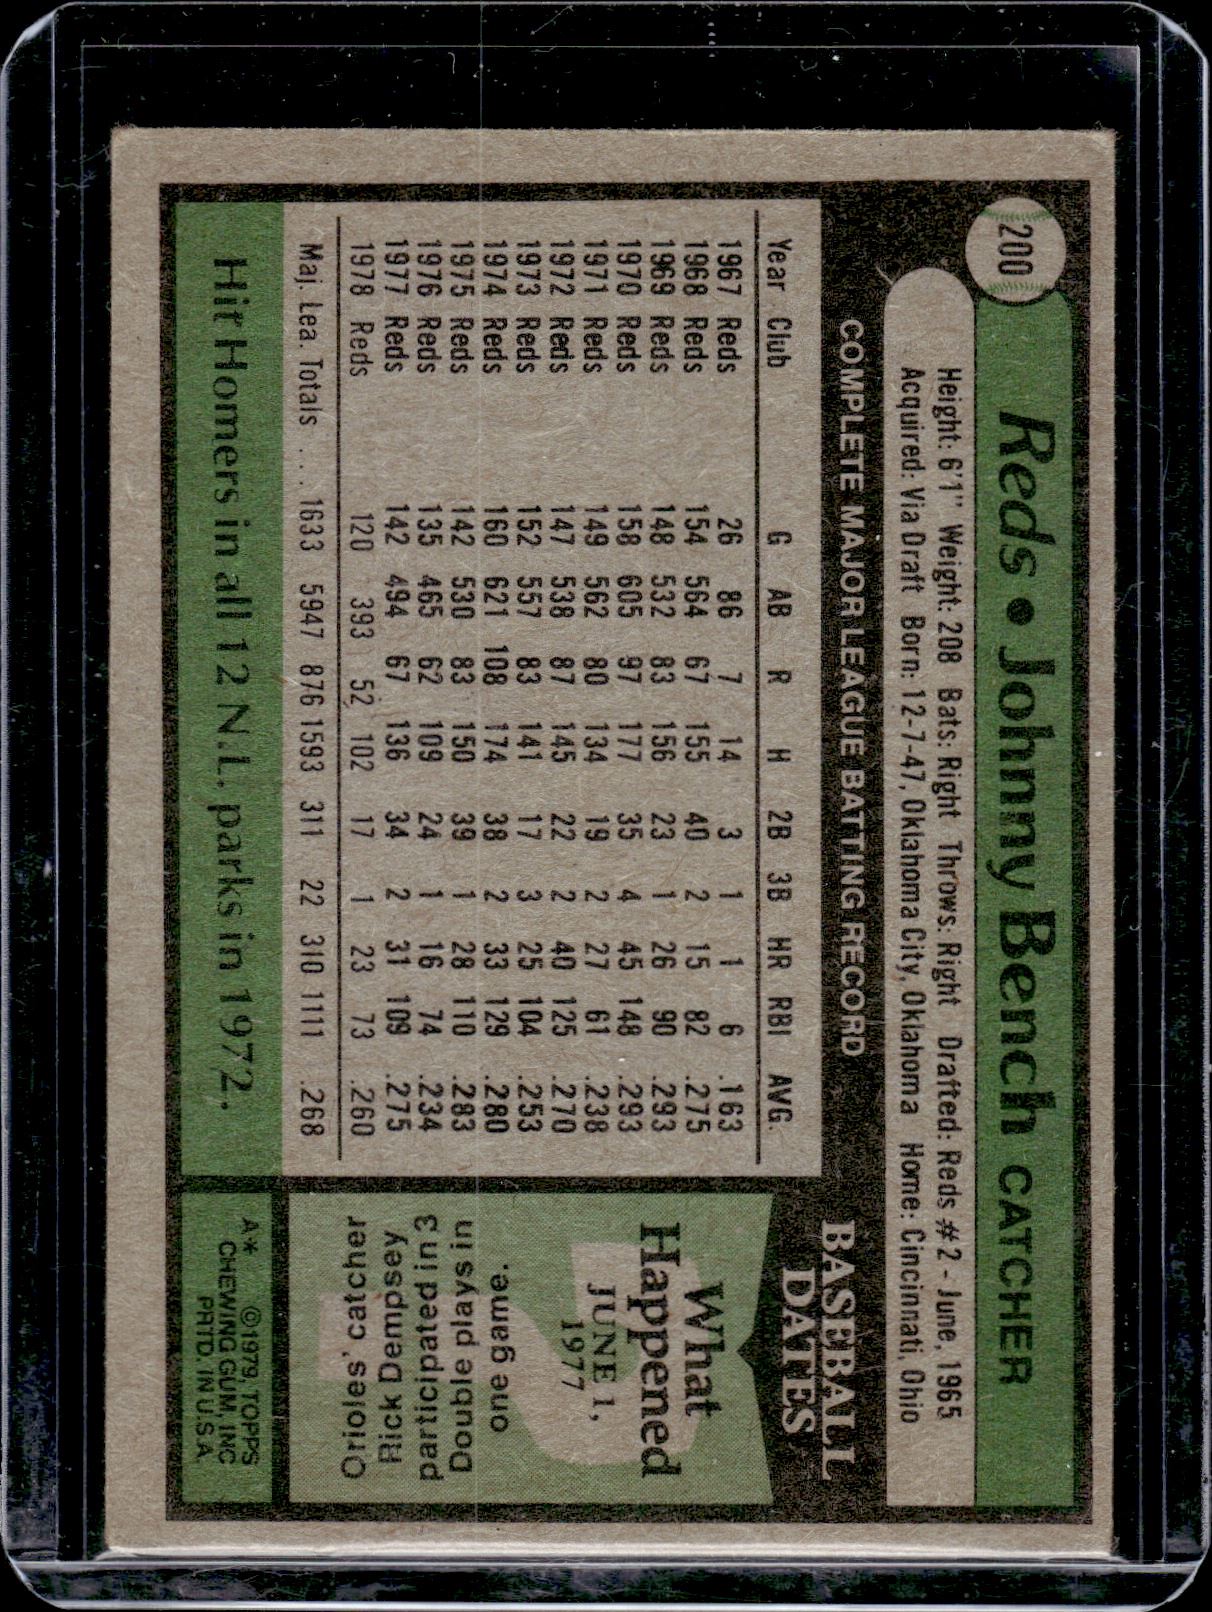 200
Reds • Johnny Bench CATCHER
Height: 6'1" Weight: 208 Bats: Right Throws: Right Drafted: Reds #2 - June, 1965
Acquired: Via Draft Born: 12-7-47, Oklahoma City, Oklahoma Home: Cincinnati, Ohio
COMPLETE MAJOR LEAGUE BATTING RECORD
Year Club G AB R H 2B 3B HR RBI AVG.
1967 Reds 26 86 7 14 3 1 1 6 .163
1968 Reds 154 564 67 155 40 2 15 82 .275
1969 Reds 148 532 83 156 23 1 26 90 .293
1970 Reds 158 605 97 177 35 4 45 148 .293
1971 Reds 149 562 80 134 19 2 27 61 .238
1972 Reds 147 538 87 145 22 2 40 125 .270
1973 Reds 152 557 83 141 17 3 25 104 .253
1974 Reds 160 621 108 174 38 2 33 129 .280
1975 Reds 142 530 83 150 39 1 28 110 .283
1976 Reds 135 465 62 109 24 1 16 74 .234
1977 Reds 142 494 67 136 34 2 31 109 .275
1978 Reds 120 393 52 102 17 1 23 73 .260
Maj. Lea. Totals . . . 1633 5947 876 1593 311 22 310 1111 .268
Hit Homers in all 12 N.L. parks in 1972.
BASEBALL
DATES
What
Happened
JUNE 1,
1977
Orioles' catcher
Rick Dempsey
participated in 3
Double plays in
one game.
A* ©1979, TOPPS
CHEWING GUM, INC
PRTD. IN U.S.A.